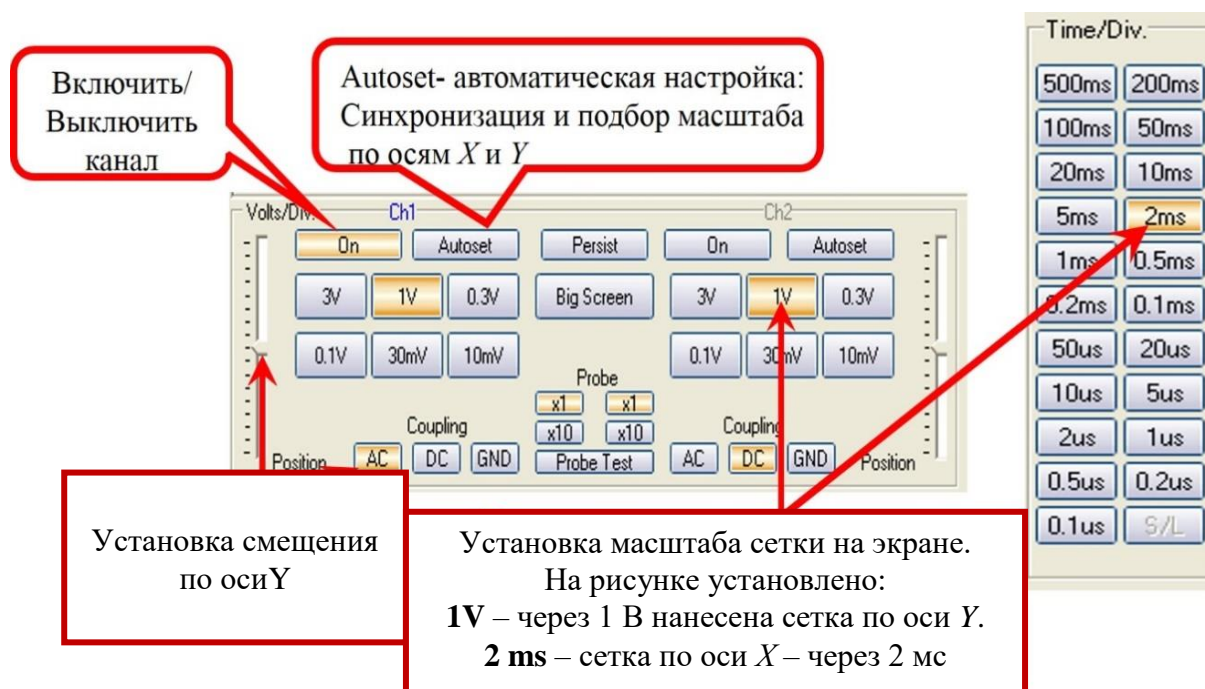 Включить/
Выключить
канал
Autoset- автоматическая настройка:
Синхронизация и подбор масштаба
по осям X и Y
Time/Div.
500ms 200ms
100ms 50ms
20ms 10ms
5ms 2ms
1ms 0.5ms
0.2ms 0.1ms
50us 20us
10us 5us
2us 1us
0.5us 0.2us
0.1us S/L
Volts/Div. Ch1 Ch2
On Autoset Persist On Autoset
3V 1V 0.3V Big Screen 3V 1V 0.3V
0.1V 30mV 10mV 0.1V 30mV 10mV
Probe
x1 x1
Coupling x10 x10 Coupling
Position AC DC GND Probe Test AC DC GND Position
Установка смещения
по осиY
Установка масштаба сетки на экране.
На рисунке установлено:
1V – через 1 В нанесена сетка по оси Y.
2 ms – сетка по оси X – через 2 мс